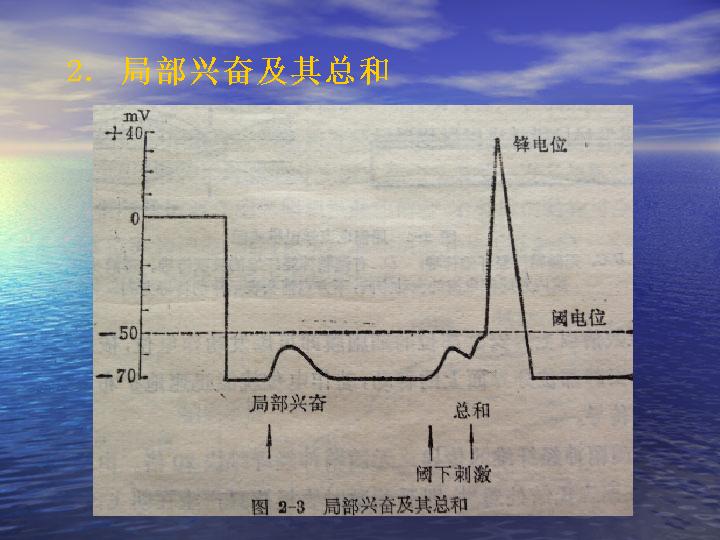 2. 局部兴奋及其总和
mV
+40
锋电位
0
阈电位
-50
-70
局部兴奋
总和
阈下刺激
图 2-3 局部兴奋及其总和